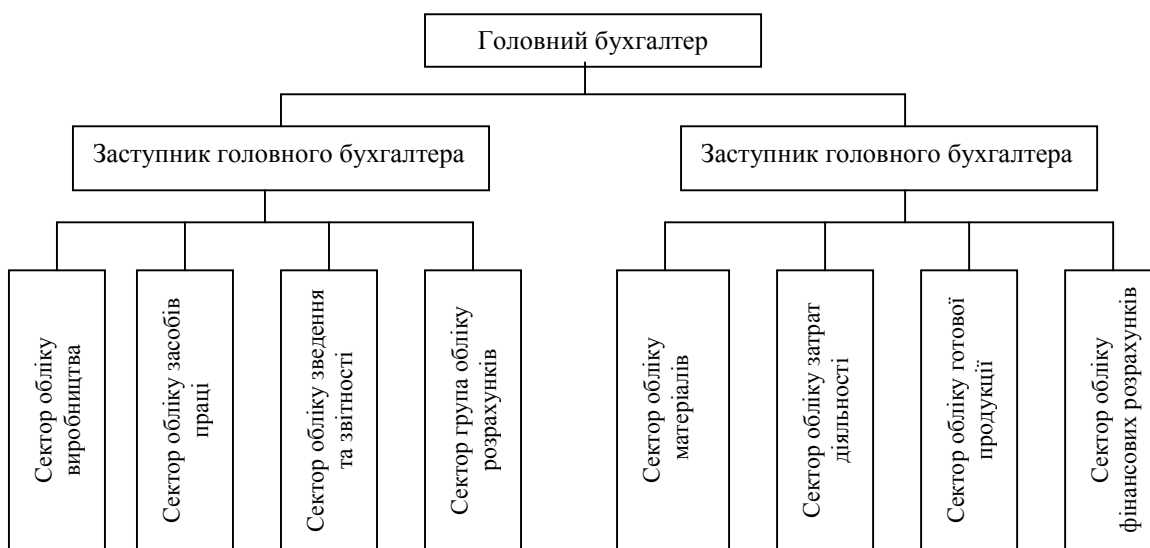 Головний бухгалтер
Заступник головного бухгалтера
Заступник головного бухгалтера
Сектор обліку
виробництва
Сектор обліку засобів
праці
Сектор обліку зведення
та звітності
Сектор група обліку
розрахунків
Сектор обліку
матеріалів
Сектор обліку затрат
діяльності
Сектор обліку готової
продукції
Сектор обліку
фінансових розрахунків